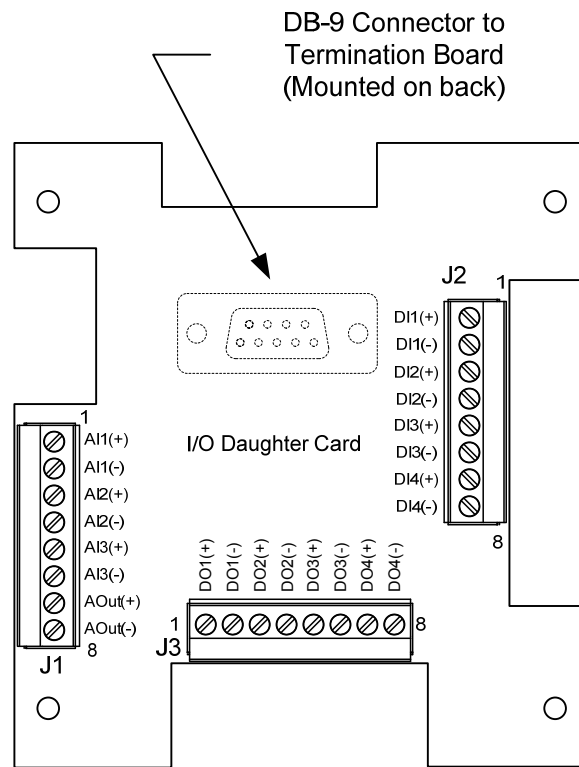 DB-9 Connector to
Termination Board
(Mounted on back)
J2
1
DI1(+)
DI1(-)
DI2(+)
DI2(-)
DI3(+)
DI3(-)
DI4(+)
DI4(-)
8
I/O Daughter Card
1
AI1(+)
AI1(-)
AI2(+)
AI2(-)
AI3(+)
AI3(-)
AOut(+)
AOut(-)
8
J1
DO1(+)
DO1(-)
DO2(+)
DO2(-)
DO3(+)
DO3(-)
DO4(+)
DO4(-)
1
8
J3